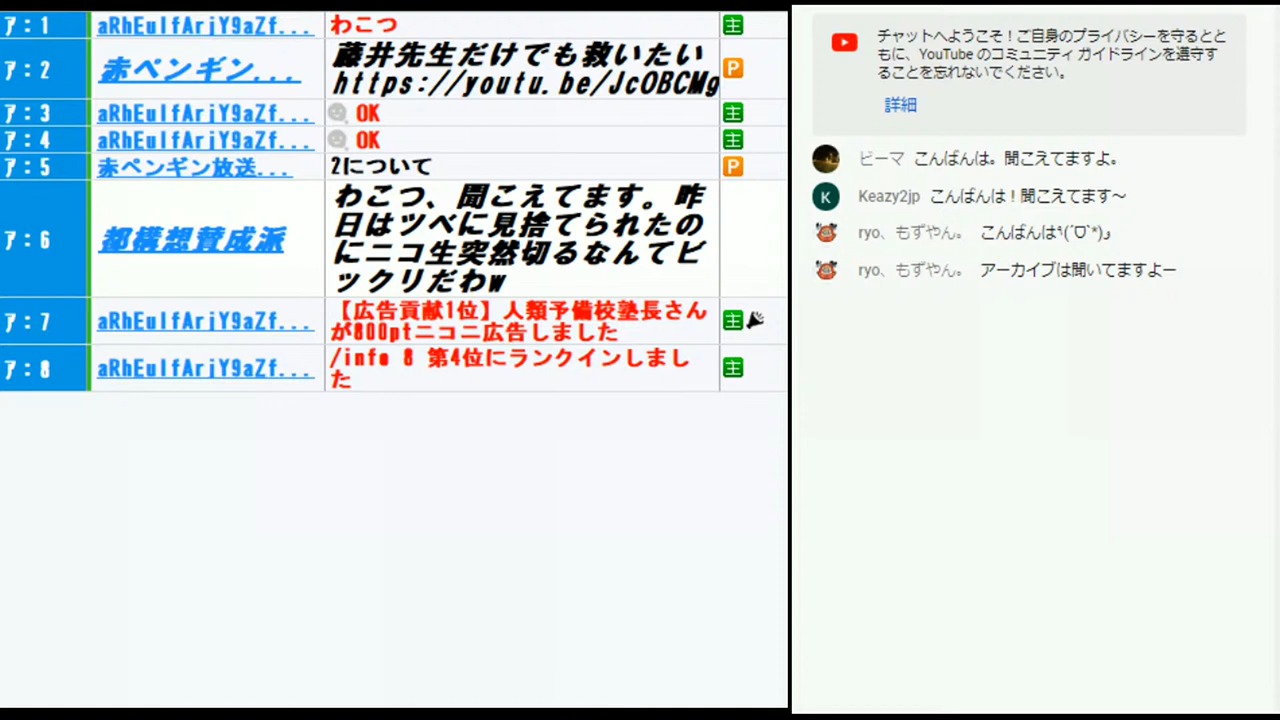 ア:1 aRhEuIfArjY9aZf... わこつ 主
ア:2 赤ペンギン... 藤井先生だけでも救いたい P
https://youtu.be/JcOBCMg
ア:3 aRhEuIfArjY9aZf... OK 主
ア:4 aRhEuIfArjY9aZf... OK 主
ア:5 赤ペンギン放送... 2について P
ア:6 都構想賛成派 わこつ、聞こえてます。昨
日はツベに見捨てられたの
にニコ生突然切るなんてビ
ックリだわw
ア:7 aRhEuIfArjY9aZf... 【広告貢献1位】人類予備校塾長さん 主
が800ptニコニ広告しました
ア:8 aRhEuIfArjY9aZf... /info 8 第4位にランクインしまし 主
た
チャットへようこそ！ご自身のプライバシーを守るとと
もに、YouTube のコミュニティ ガイドラインを遵守す
ることを忘れないでください。
詳細
ビーマ こんばんは。聞こえてますよ。
K Keazy2jp こんばんは！聞こえてます～
ryo、もずやん。 こんばんは٩(ˊᗜˋ*)و
ryo、もずやん。 アーカイブは聞いてますよー